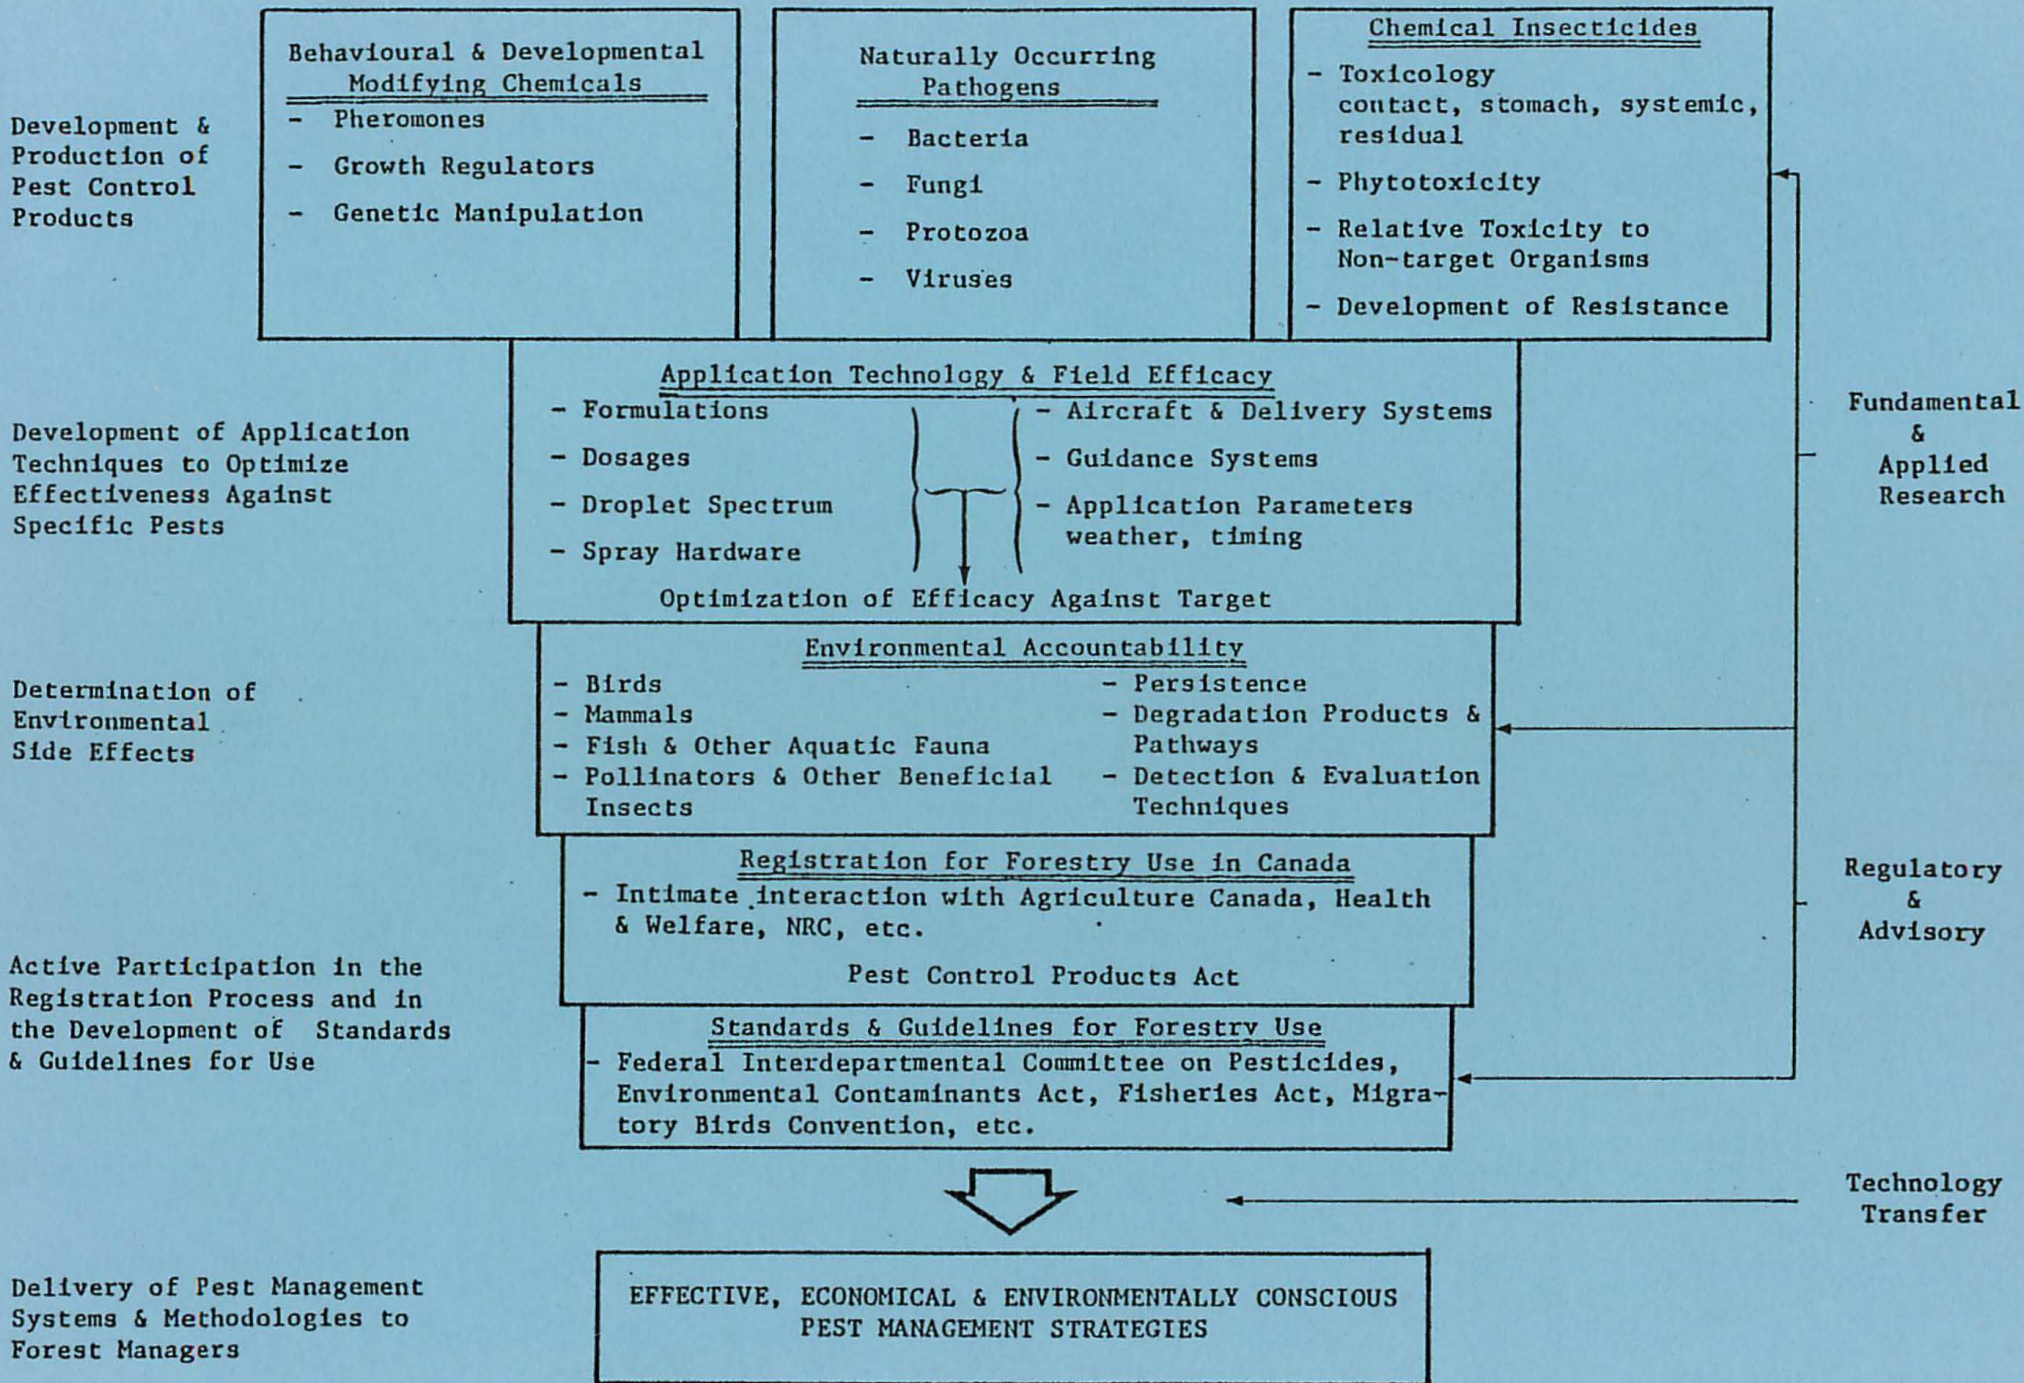 Development &
Production of
Pest Control
Products
Behavioural & Developmental
Modifying Chemicals
- Pheromones
- Growth Regulators
- Genetic Manipulation
Naturally Occurring
Pathogens
- Bacteria
- Fungi
- Protozoa
- Viruses
Chemical Insecticides
- Toxicology
contact, stomach, systemic,
residual
- Phytotoxicity
- Relative Toxicity to
Non-target Organisms
- Development of Resistance
Development of Application
Techniques to Optimize
Effectiveness Against
Specific Pests
Application Technology & Field Efficacy
- Formulations
- Dosages
- Droplet Spectrum
- Spray Hardware
- Aircraft & Delivery Systems
- Guidance Systems
- Application Parameters
weather, timing
Optimization of Efficacy Against Target
Fundamental
&
Applied
Research
Determination of
Environmental
Side Effects
Environmental Accountability
- Birds
- Mammals
- Fish & Other Aquatic Fauna
- Pollinators & Other Beneficial
Insects
- Persistence
- Degradation Products &
Pathways
- Detection & Evaluation
Techniques
Active Participation in the
Registration Process and in
the Development of Standards
& Guidelines for Use
Registration for Forestry Use in Canada
- Intimate interaction with Agriculture Canada, Health
& Welfare, NRC, etc.
Pest Control Products Act
Standards & Guidelines for Forestry Use
- Federal Interdepartmental Committee on Pesticides,
Environmental Contaminants Act, Fisheries Act, Migra-
tory Birds Convention, etc.
Regulatory
&
Advisory
Technology
Transfer
Delivery of Pest Management
Systems & Methodologies to
Forest Managers
EFFECTIVE, ECONOMICAL & ENVIRONMENTALLY CONSCIOUS
PEST MANAGEMENT STRATEGIES